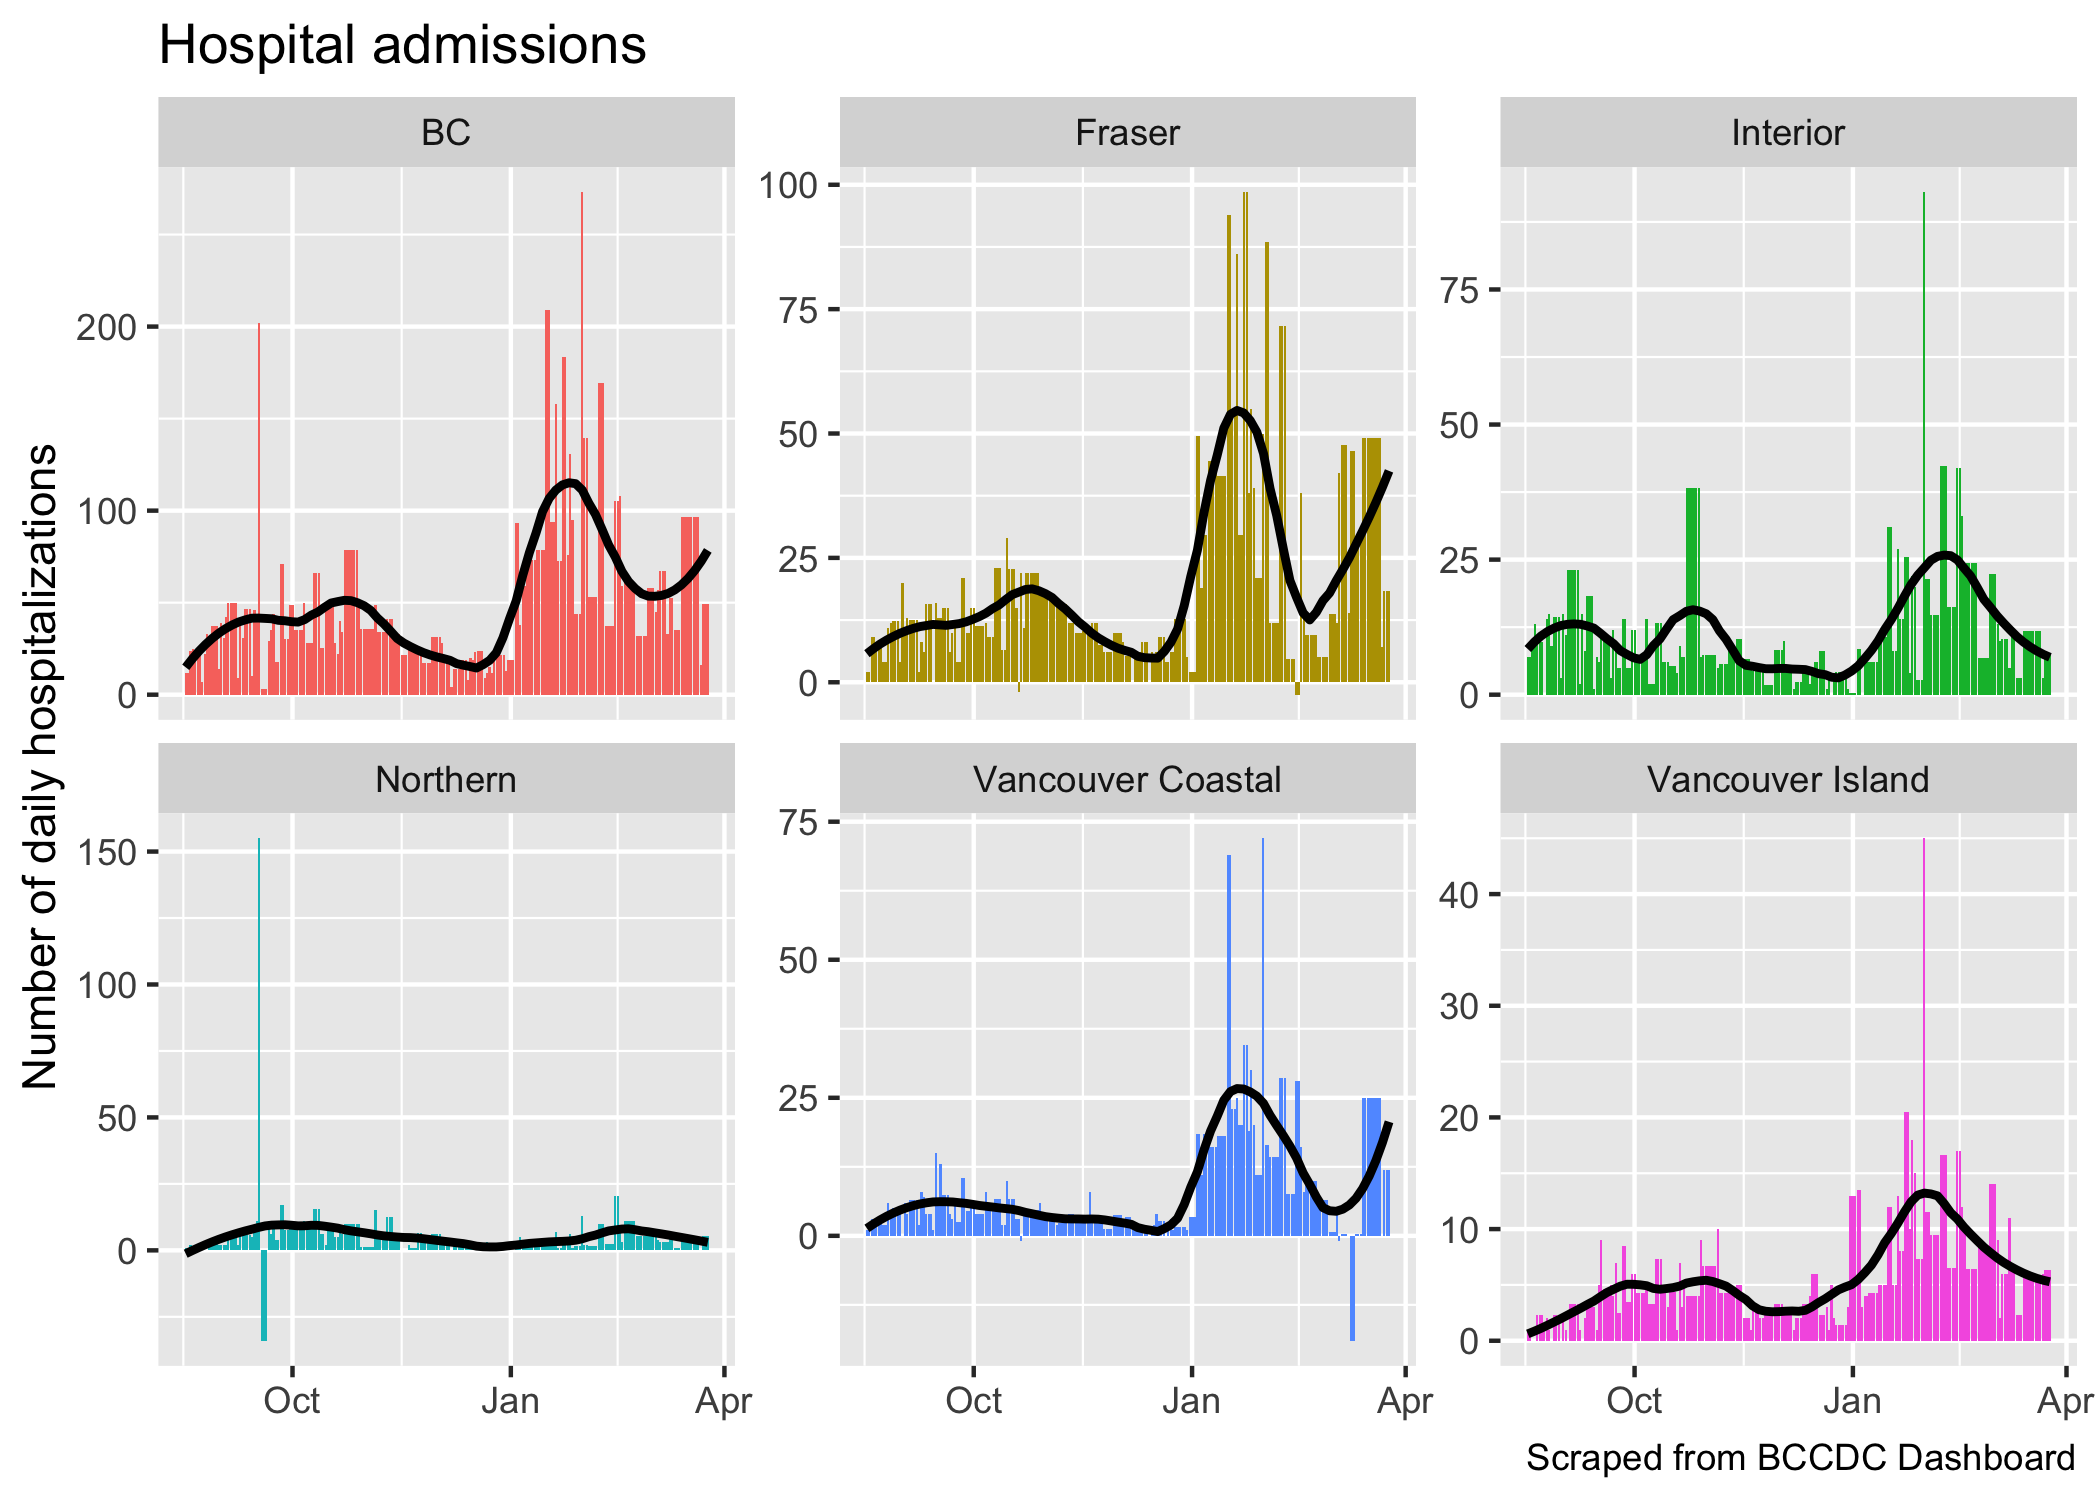 Hospital admissions
BC
Fraser
Interior
200
100
0
100
75
50
25
0
75
50
25
0
Number of daily hospitalizations
Northern
Vancouver Coastal
Vancouver Island
150
100
50
0
75
50
25
0
40
30
20
10
0
Oct Jan Apr
Oct Jan Apr
Oct Jan Apr
Scraped from BCCDC Dashboard